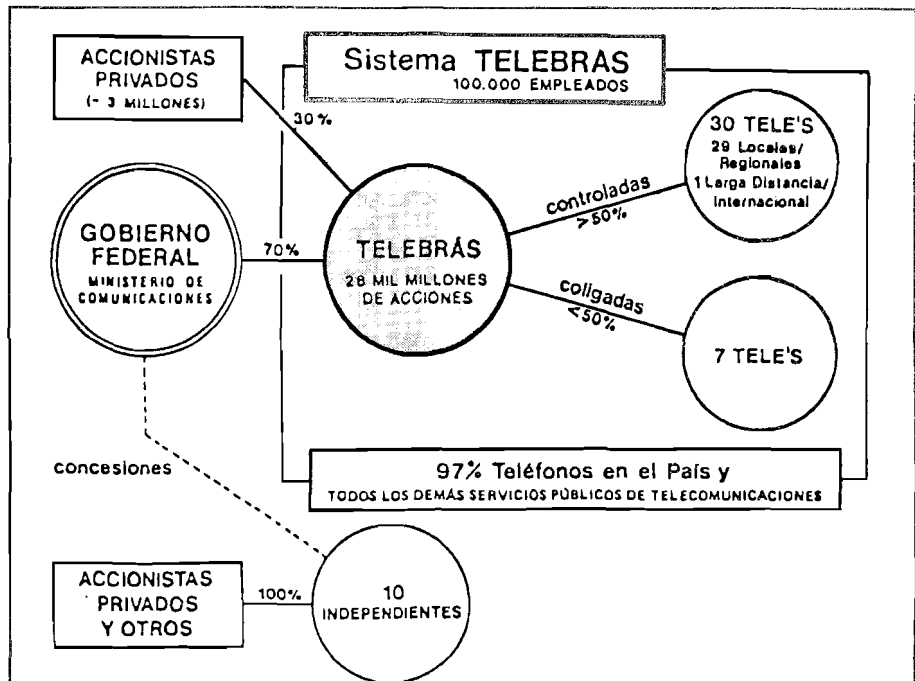 ACCIONISTAS
PRIVADOS
(~ 3 MILLONES)
Sistema TELEBRAS
100.000 EMPLEADOS
30%
30 TELE'S
29 Locales/
Regionales
1 Larga Distancia/
Internacional
controladas
>50%
GOBIERNO
FEDERAL
MINISTERIO DE
COMUNICACIONES
70%
TELEBRÁS
28 MIL MILLONES
DE ACCIONES
coligadas
<50%
7 TELE'S
concesiones
97% Teléfonos en el País y
TODOS LOS DEMÁS SERVICIOS PÚBLICOS DE TELECOMUNICACIONES
ACCIONISTAS
PRIVADOS
Y OTROS
100%
10
INDEPENDIENTES